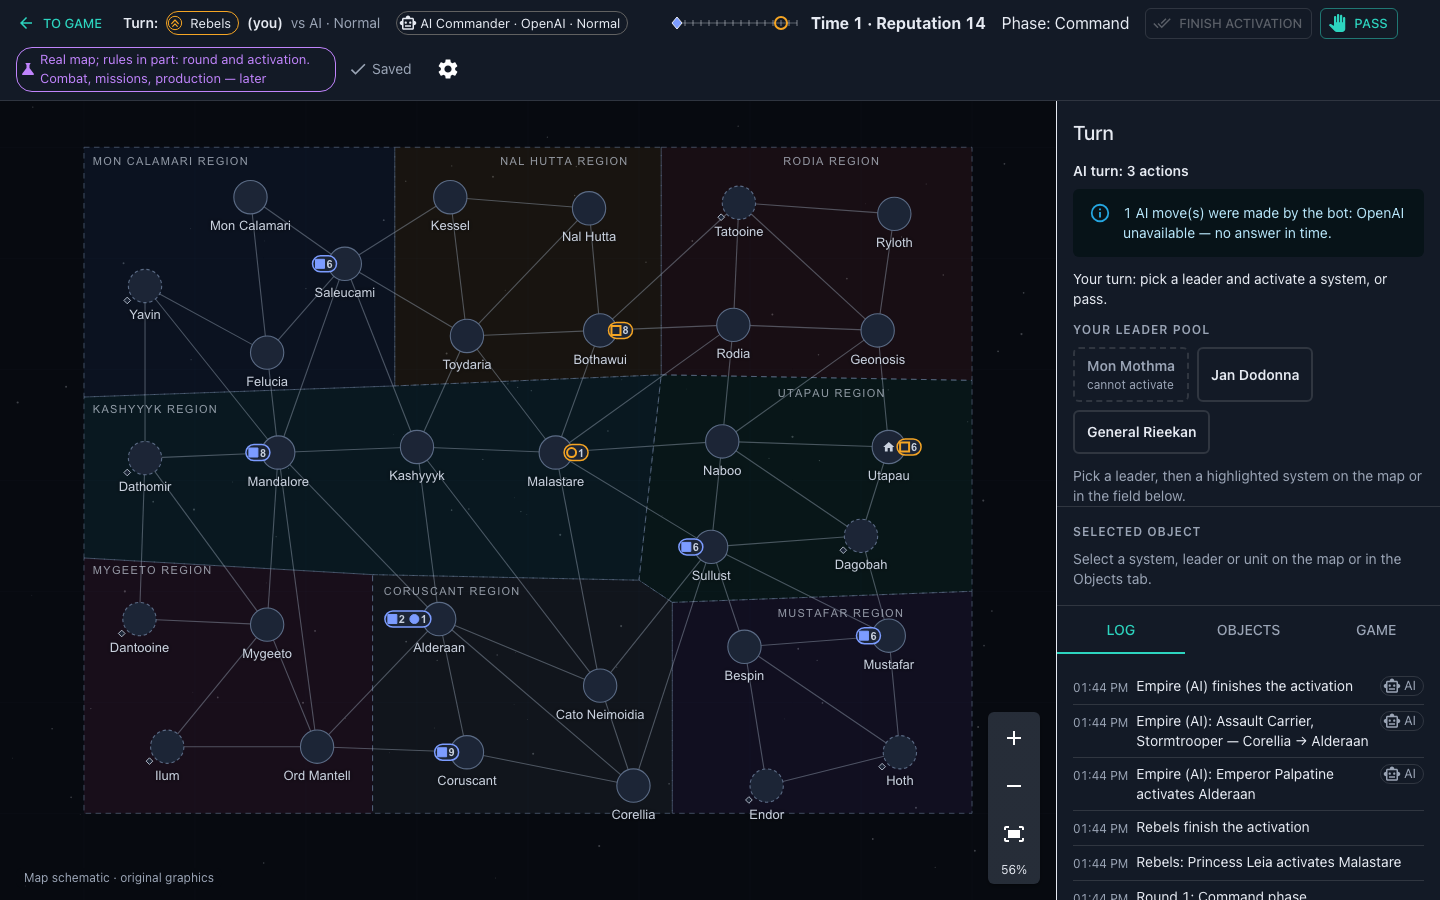 TO GAME
Turn: Rebels (you) vs AI · Normal
AI Commander · OpenAI · Normal
Time 1 · Reputation 14
Phase: Command
FINISH ACTIVATION
PASS
Real map; rules in part: round and activation.
Combat, missions, production — later
Saved
MON CALAMARI REGION
NAL HUTTA REGION
RODIA REGION
Mon Calamari
Kessel
Nal Hutta
Tatooine
Ryloth
6
Saleucami
Yavin
Felucia
Toydaria
8
Bothawui
Rodia
Geonosis
KASHYYYK REGION
UTAPAU REGION
Dathomir
8
Mandalore
Kashyyyk
1
Malastare
Naboo
6
Utapau
6
Sullust
Dagobah
MYGEETO REGION
CORUSCANT REGION
MUSTAFAR REGION
Dantooine
Mygeeto
2 1
Alderaan
Bespin
6
Mustafar
Cato Neimoidia
Ilum
Ord Mantell
9
Coruscant
Corellia
Endor
Hoth
56%
Map schematic · original graphics
Turn
AI turn: 3 actions
1 AI move(s) were made by the bot: OpenAI
unavailable — no answer in time.
Your turn: pick a leader and activate a system, or
pass.
YOUR LEADER POOL
Mon Mothma
cannot activate
Jan Dodonna
General Rieekan
Pick a leader, then a highlighted system on the map or
in the field below.
SELECTED OBJECT
Select a system, leader or unit on the map or in the
Objects tab.
LOG
OBJECTS
GAME
01:44 PM Empire (AI) finishes the activation AI
01:44 PM Empire (AI): Assault Carrier,
Stormtrooper — Corellia → Alderaan AI
01:44 PM Empire (AI): Emperor Palpatine
activates Alderaan AI
01:44 PM Rebels finish the activation
01:44 PM Rebels: Princess Leia activates Malastare
01:44 PM Round 1: Command phase